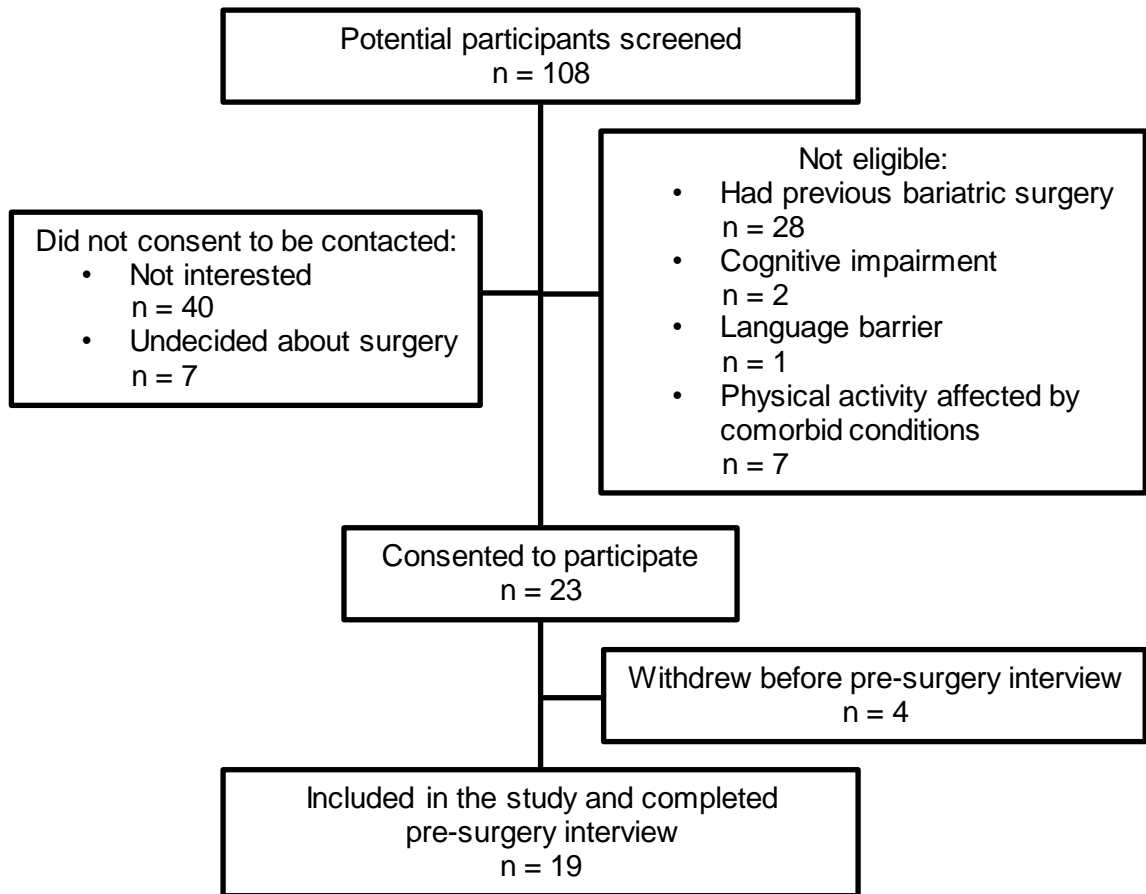 Potential participants screened
n = 108
Not eligible:
• Had previous bariatric surgery
n = 28
• Cognitive impairment
n = 2
• Language barrier
n = 1
• Physical activity affected by
comorbid conditions
n = 7
Did not consent to be contacted:
• Not interested
n = 40
• Undecided about surgery
n = 7
Consented to participate
n = 23
Withdrew before pre-surgery interview
n = 4
Included in the study and completed
pre-surgery interview
n = 19